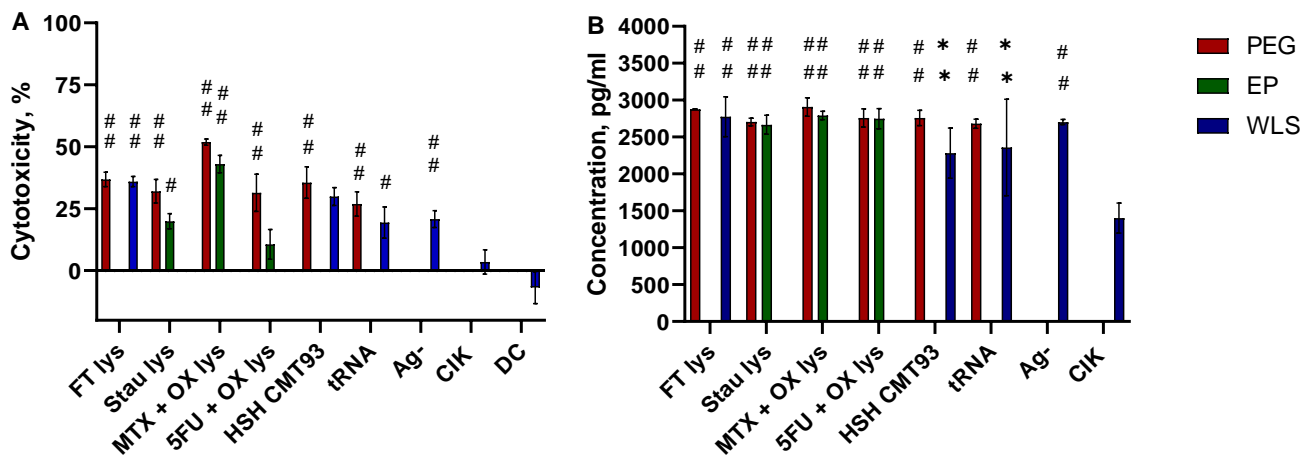 A
Cytotoxicity, %
100
75
50
25
0
# # # # # # # #
# # # # # # # # # #
FT lys
Stau lys
MTX + OX lys
5FU + OX lys
HSH CMT93
tRNA
Ag-
CIK
DC
B
Concentration, pg/ml
4000
3500
3000
2500
2000
1500
1000
500
0
# # ## ## ## # * # * #
# # ## ## ## # * # * #
FT lys
Stau lys
MTX + OX lys
5FU + OX lys
HSH CMT93
tRNA
Ag-
CIK
PEG
EP
WLS